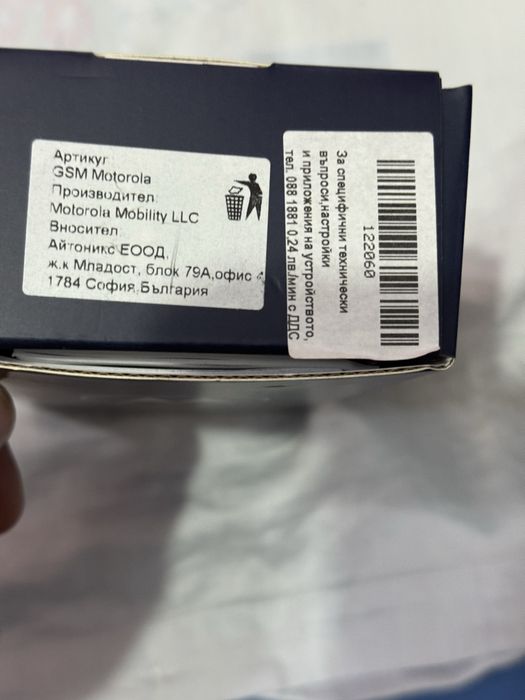 Артикул
GSM Motorola
Производител:
Motorola Mobility LLC
Вносител:
Айтоникс ЕООД,
ж.к Младост, блок 79А,офис 4
1784 София,България
За специфични технически
въпроси,настройки
и приложения на устройството,
тел. 088 1881 0.24 лв./мин с ДДС
122060